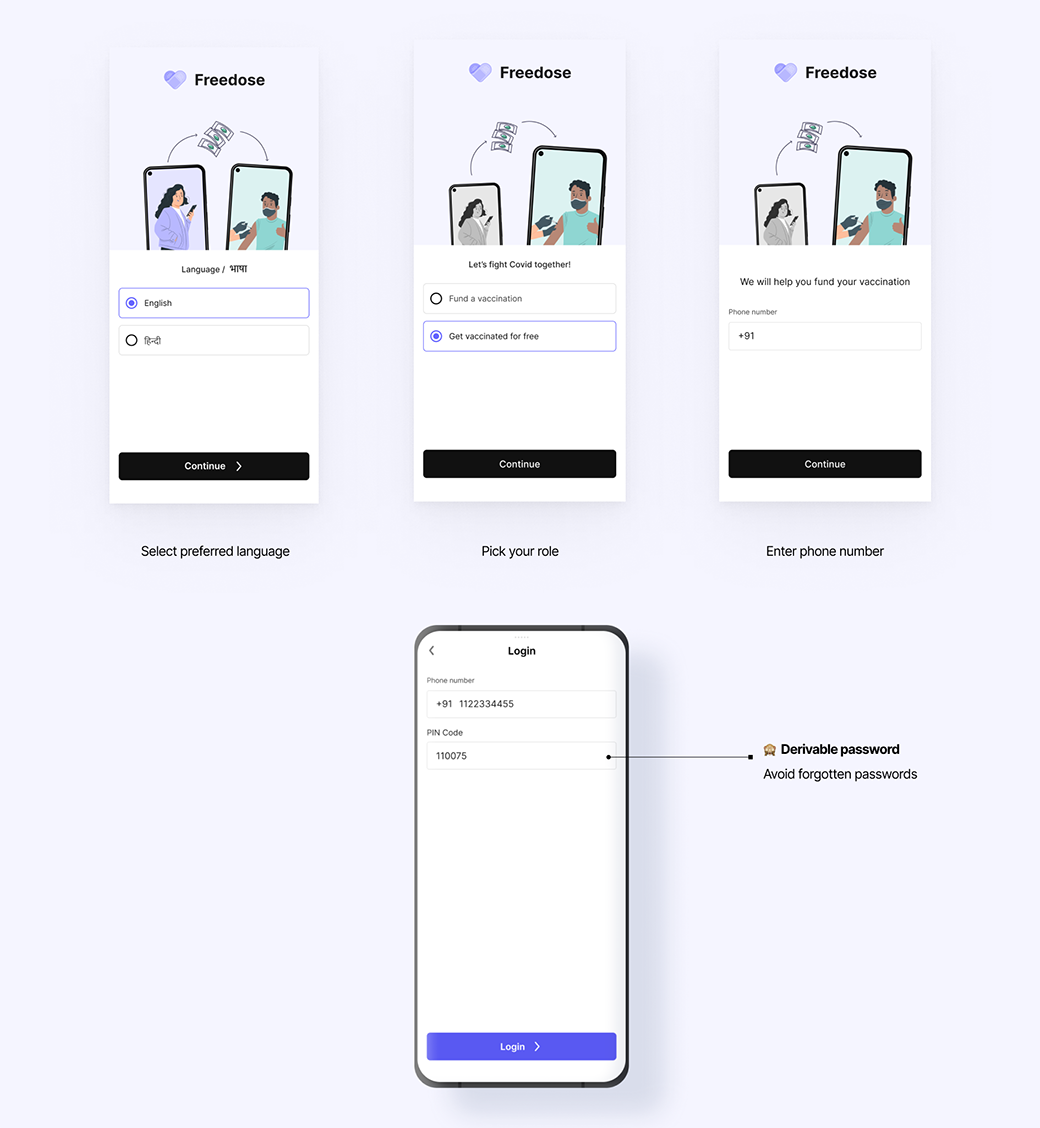 Freedose
Language / भाषा
English
हिन्दी
Continue
Select preferred language
Freedose
Let's fight Covid together!
Fund a vaccination
Get vaccinated for free
Continue
Pick your role
Freedose
We will help you fund your vaccination
Phone number
+91
Continue
Enter phone number
Login
Phone number
+91 1122334455
PIN Code
110075
Login
Derivable password
Avoid forgotten passwords